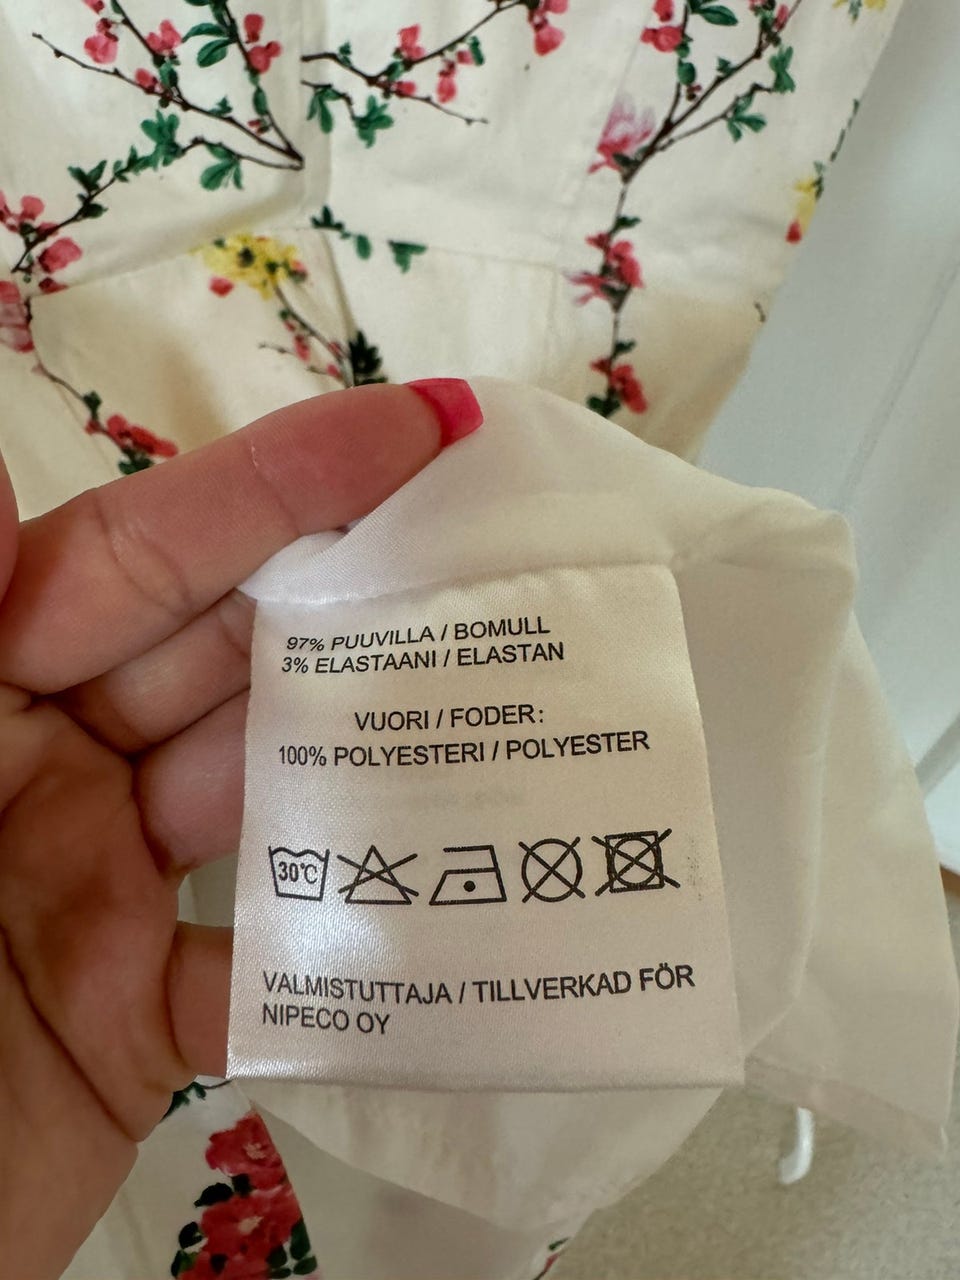 97% PUUVILLA / BOMULL
3% ELASTAANI / ELASTAN
VUORI / FODER:
100% POLYESTERI / POLYESTER
30°C
VALMISTUTTAJA / TILLVERKAD FÖR
NIPECO OY